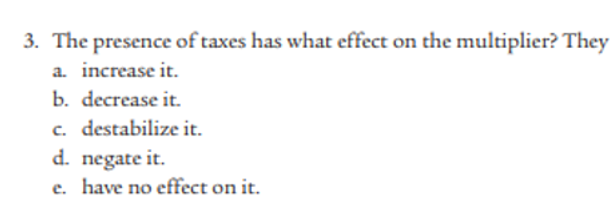 3. The presence of taxes has what effect on the multiplier? They
a. increase it.
b. decrease it.
c. destabilize it.
d. negate it.
e. have no effect on it.